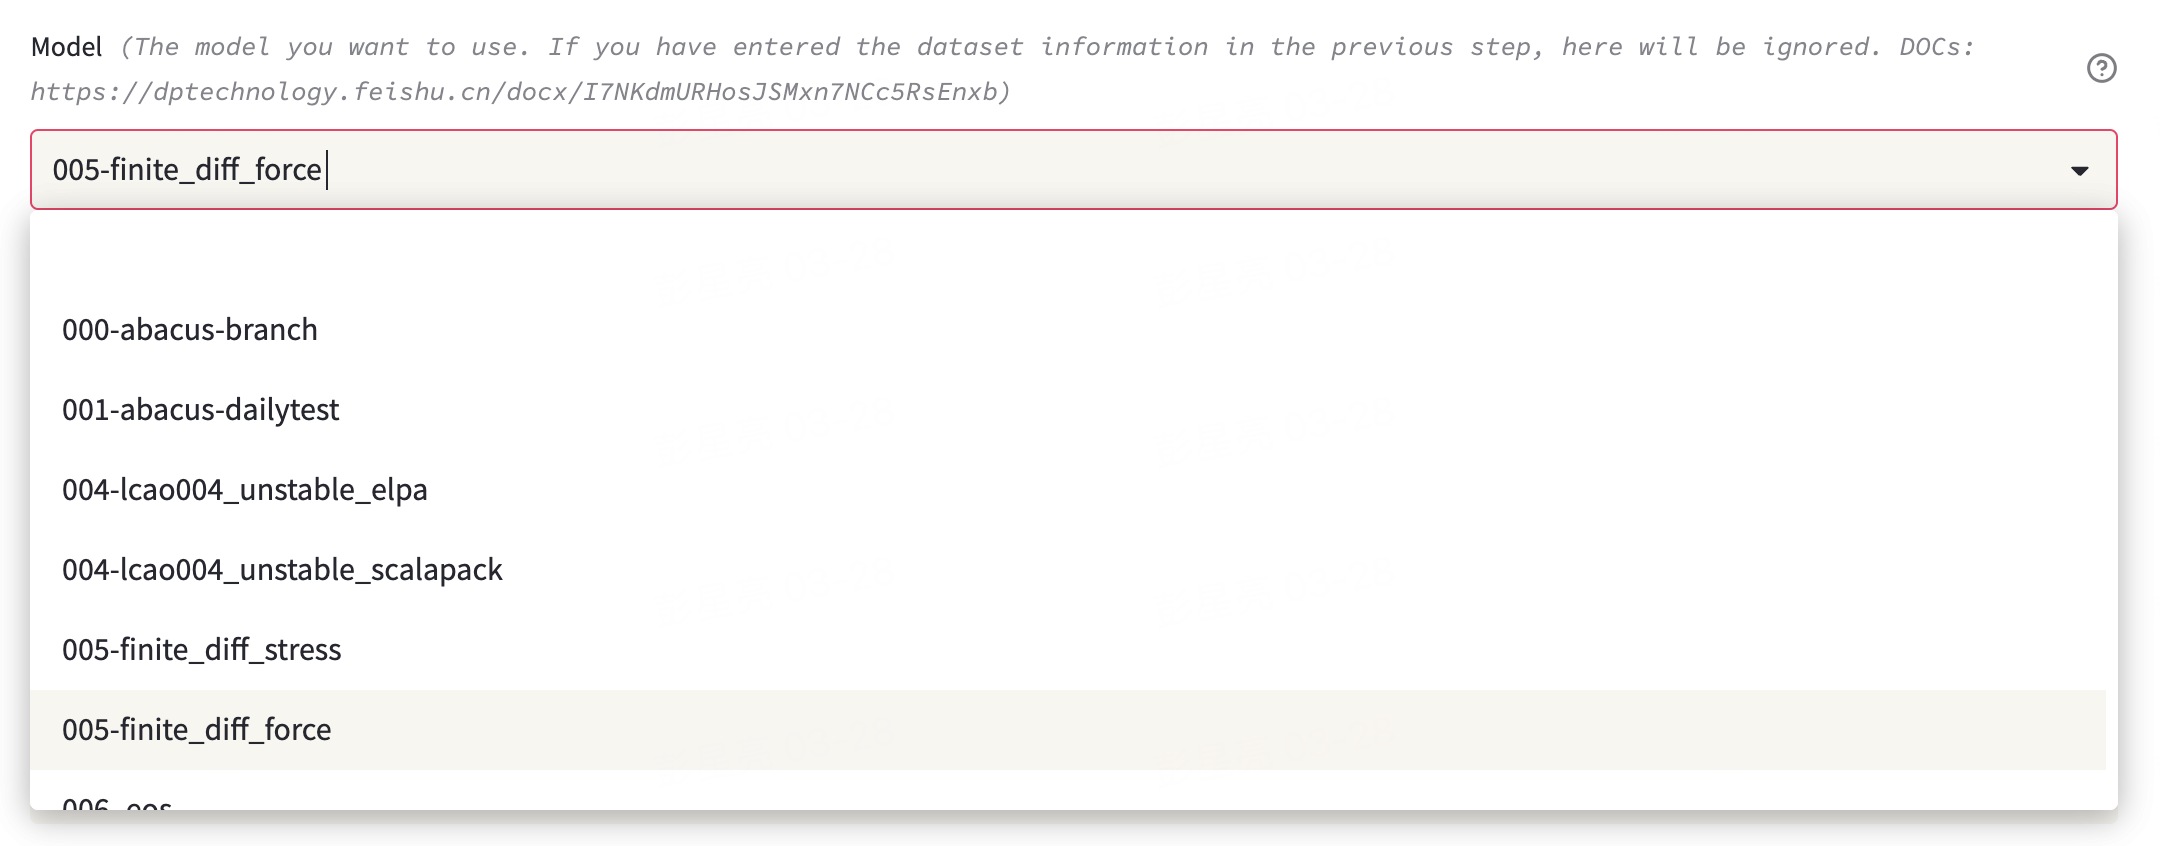 Model (The model you want to use. If you have entered the dataset information in the previous step, here will be ignored. DOCs:
https://dptechnology.feishu.cn/docx/I7NKdmURHosJSMxn7NCc5RsEnxb)
005-finite_diff_force
000-abacus-branch
001-abacus-dailytest
004-lcao004_unstable_elpa
004-lcao004_unstable_scalapack
005-finite_diff_stress
005-finite_diff_force